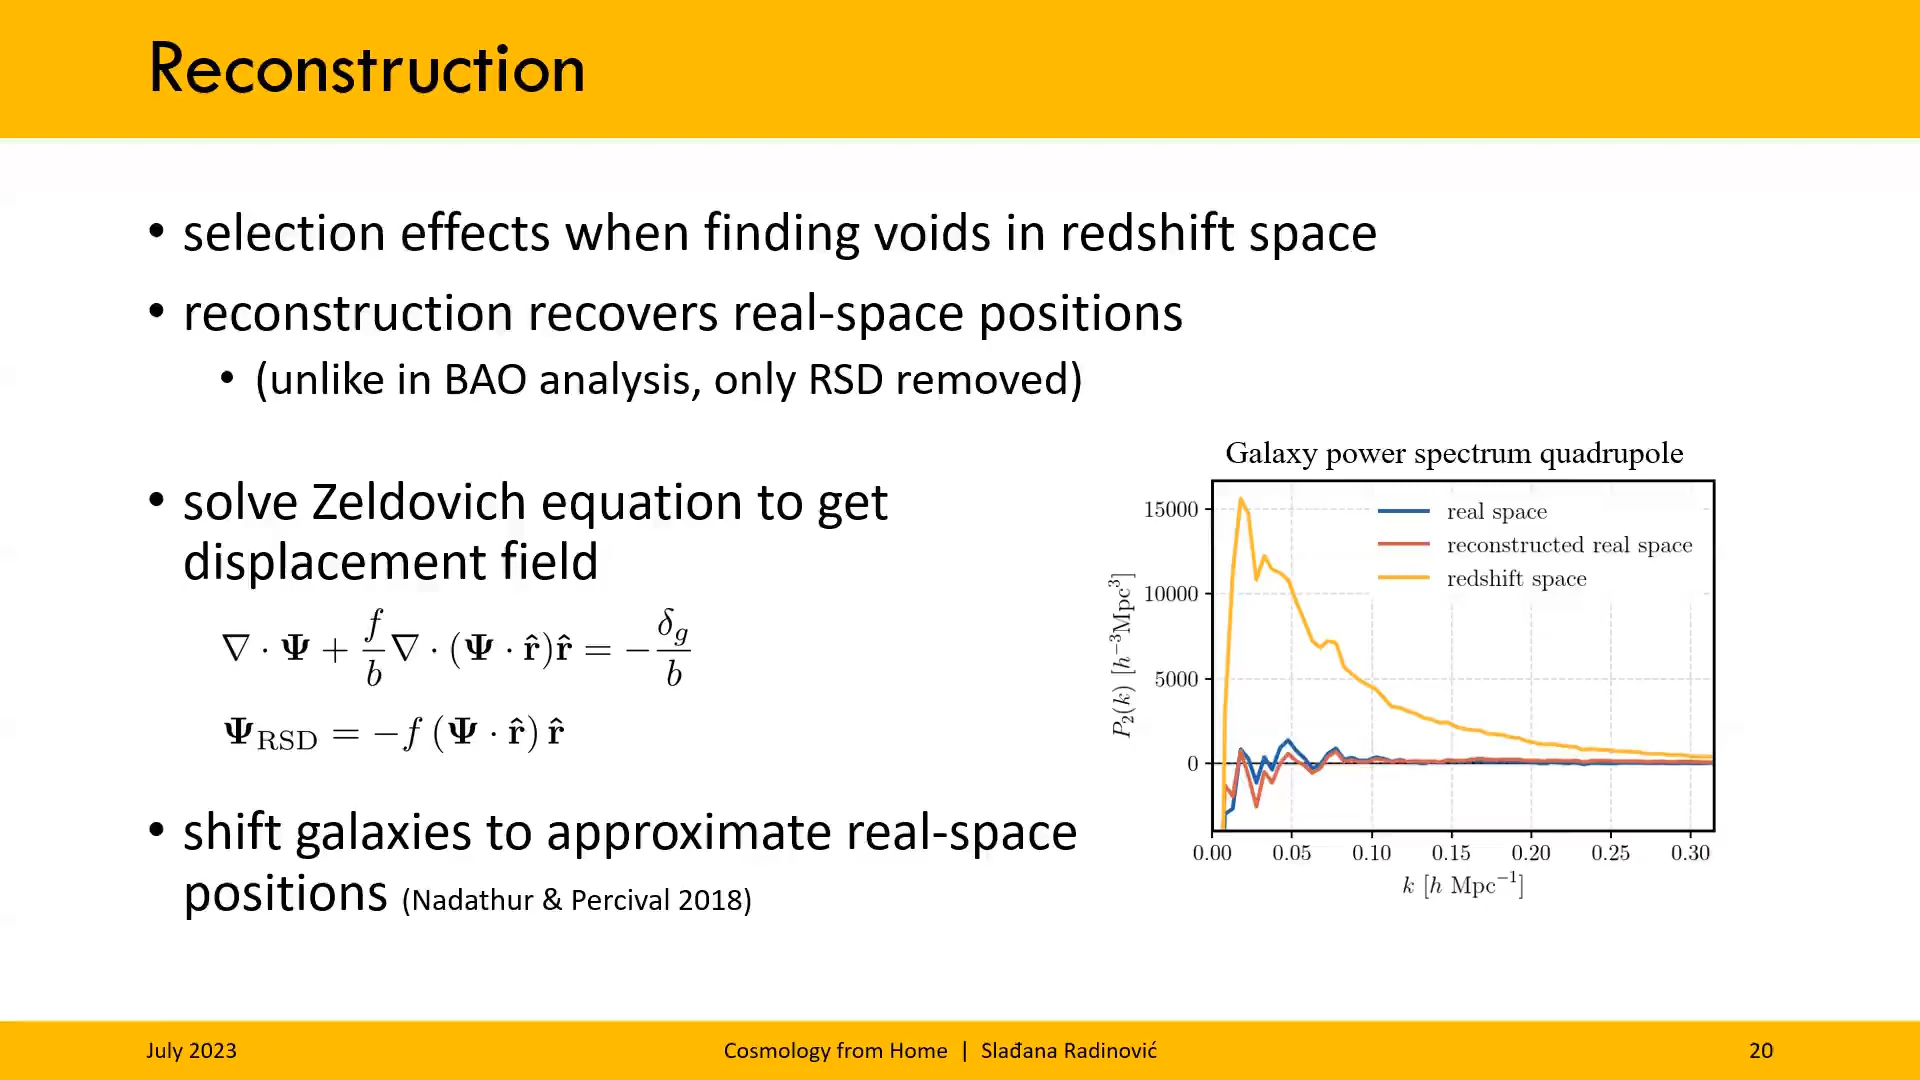 Reconstruction
• selection effects when finding voids in redshift space
• reconstruction recovers real-space positions
• (unlike in BAO analysis, only RSD removed)
• solve Zeldovich equation to get
displacement field
∇ · Ψ + f/b ∇ · (Ψ · r̂)r̂ = −δ_g/b
Ψ_RSD = −f (Ψ · r̂) r̂
• shift galaxies to approximate real-space
positions (Nadathur & Percival 2018)
Galaxy power spectrum quadrupole
real space
reconstructed real space
redshift space
15000
10000
5000
0
P₂(k) [h⁻³Mpc³]
0.00 0.05 0.10 0.15 0.20 0.25 0.30
k [h Mpc⁻¹]
July 2023
Cosmology from Home | Slađana Radinović
20